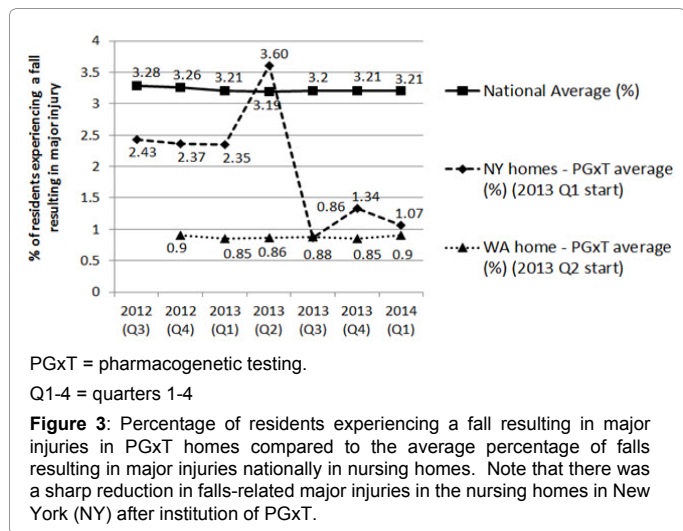 % of residents experiencing a fall
resulting in major injury
4
3.5
3
2.5
2
1.5
1
0.5
0
3.28
3.26
3.21
3.19
3.2
3.21
3.21
2.43
2.37
2.35
3.60
0.86
1.34
1.07
0.9
0.85
0.86
0.88
0.85
0.9
2012
(Q3)
2012
(Q4)
2013
(Q1)
2013
(Q2)
2013
(Q3)
2013
(Q4)
2014
(Q1)
National Average (%)
NY homes - PGxT average
(%) (2013 Q1 start)
WA home - PGxT average
(%) (2013 Q2 start)
PGxT = pharmacogenetic testing.
Q1-4 = quarters 1-4
Figure 3: Percentage of residents experiencing a fall resulting in major
injuries in PGxT homes compared to the average percentage of falls
resulting in major injuries nationally in nursing homes. Note that there was
a sharp reduction in falls-related major injuries in the nursing homes in New
York (NY) after institution of PGxT.